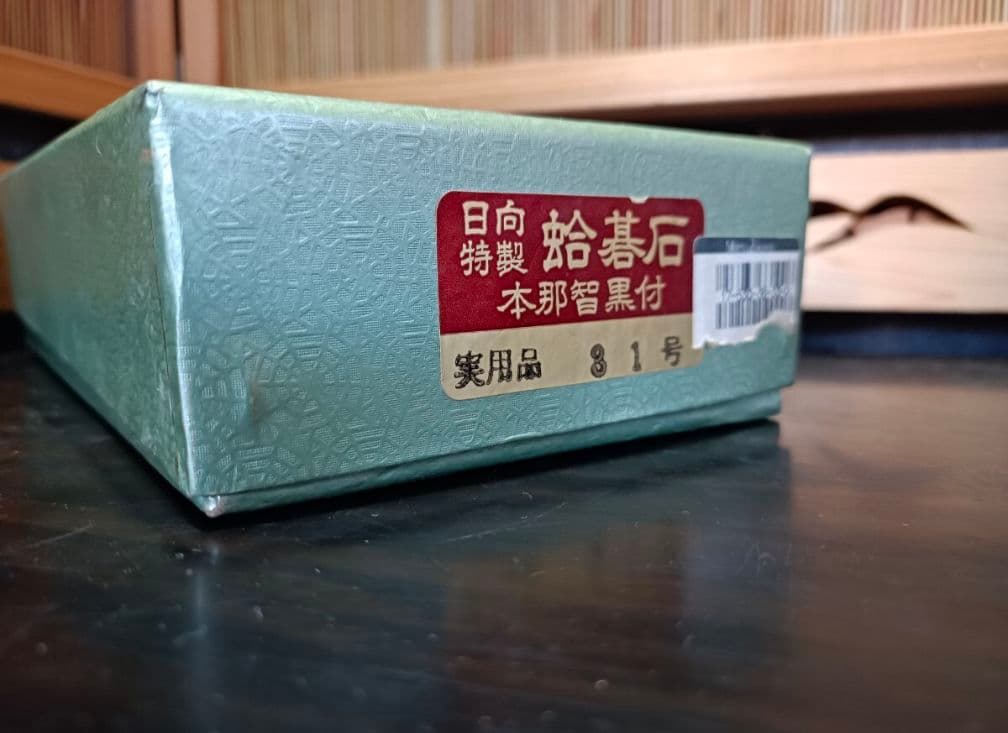 日向
特製 蛤碁石
本那智黒付
実用品 31号